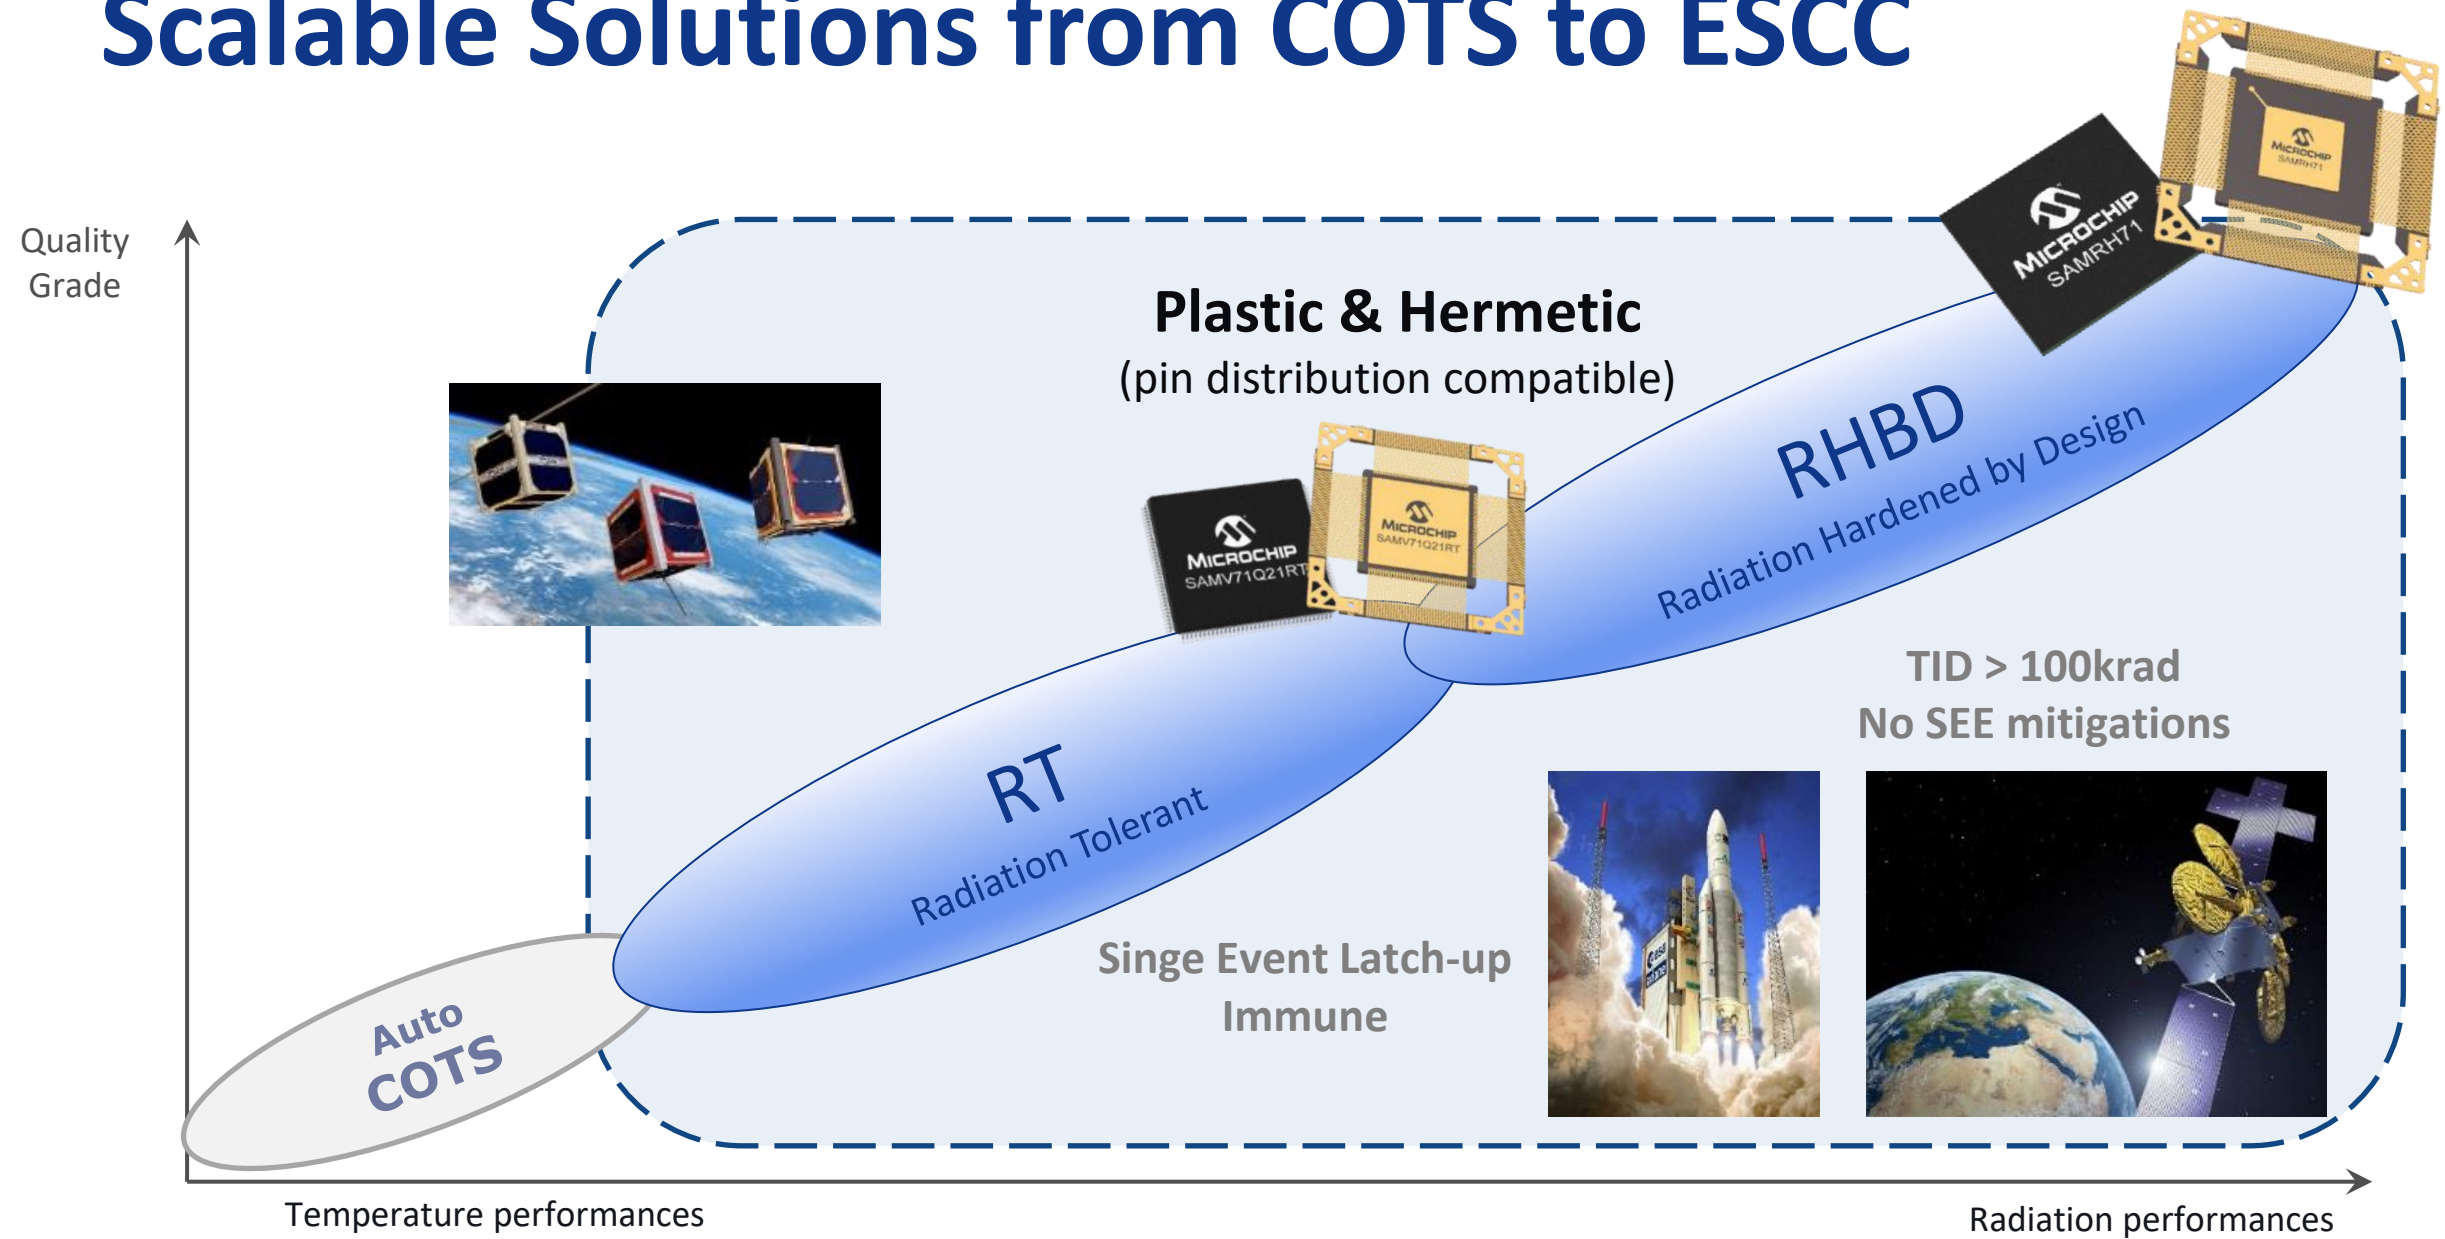 Scalable Solutions from COTS to ESCC
Quality
Grade
Plastic & Hermetic
(pin distribution compatible)
MICROCHIP
SAMRH71
MICROCHIP
SAMRH71
MICROCHIP
SAMV71Q21RT
MICROCHIP
SAMV71Q21RT
RHBD
Radiation Hardened by Design
TID > 100krad
No SEE mitigations
RT
Radiation Tolerant
Singe Event Latch-up
Immune
esa
Auto
COTS
Temperature performances
Radiation performances